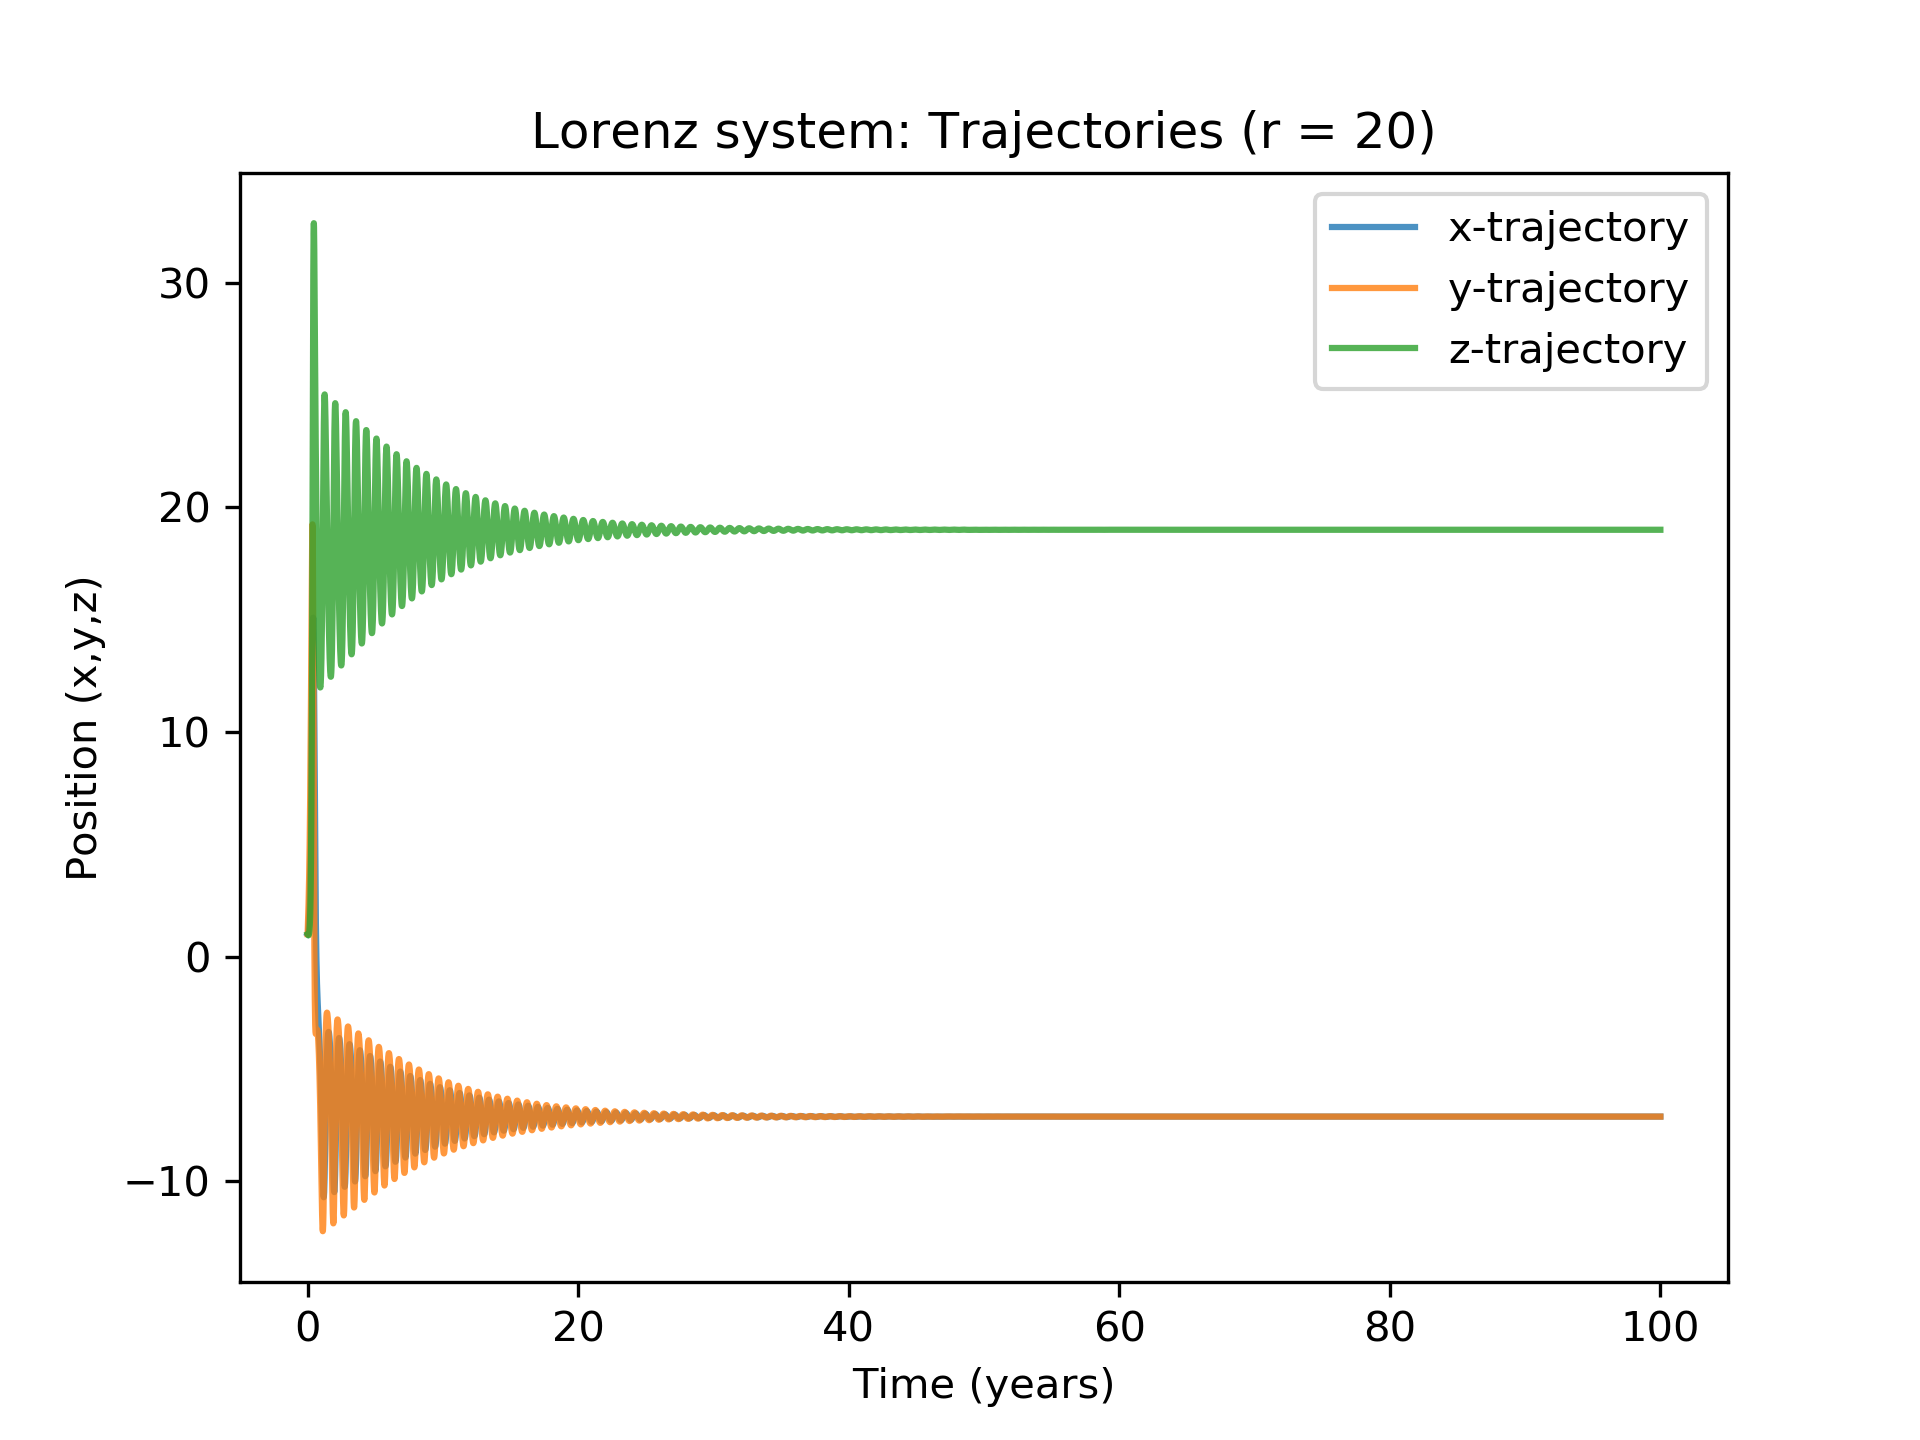 Lorenz system: Trajectories (r = 20)
x-trajectory
y-trajectory
z-trajectory
30
20
10
0
−10
Position (x,y,z)
0 20 40 60 80 100
Time (years)